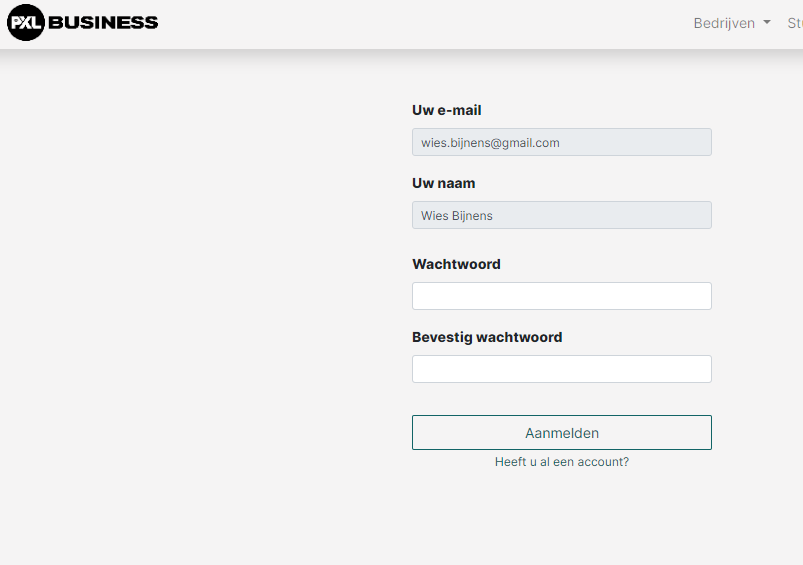 PXL BUSINESS
Bedrijven
Uw e-mail
wies.bijnens@gmail.com
Uw naam
Wies Bijnens
Wachtwoord
Bevestig wachtwoord
Aanmelden
Heeft u al een account?